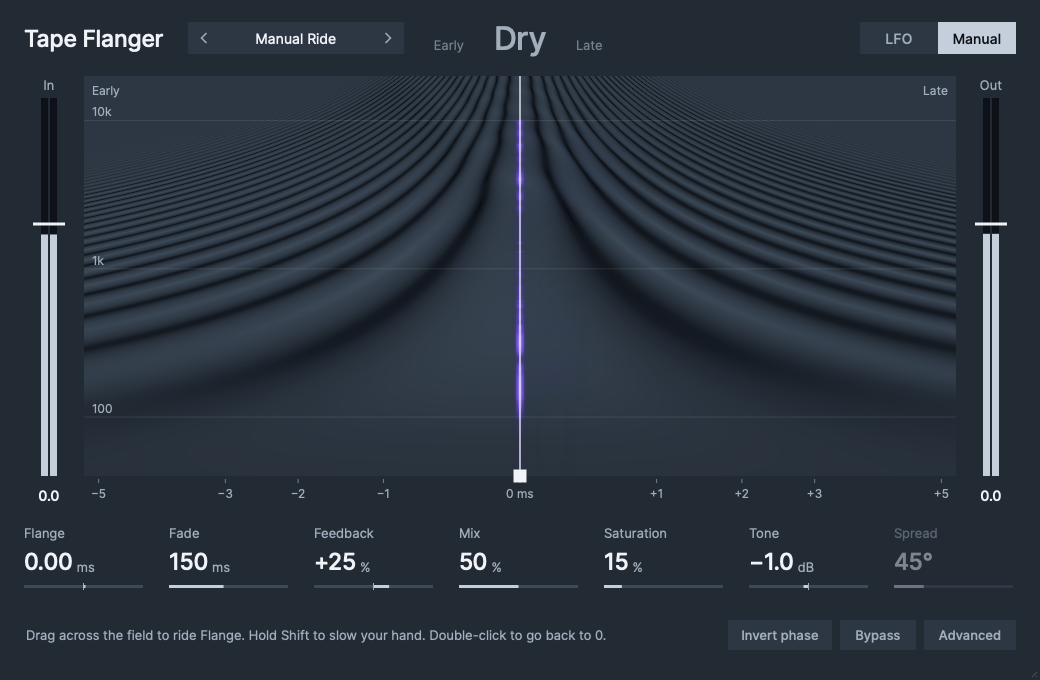 Tape Flanger
Manual Ride
Early Dry Late
LFO Manual
In
Out
Early
Late
10k
1k
100
0.0
0.0
−5 −3 −2 −1 0 ms +1 +2 +3 +5
Flange Fade Feedback Mix Saturation Tone Spread
0.00 ms 150 ms +25 % 50 % 15 % −1.0 dB 45°
Drag across the field to ride Flange. Hold Shift to slow your hand. Double-click to go back to 0.
Invert phase Bypass Advanced